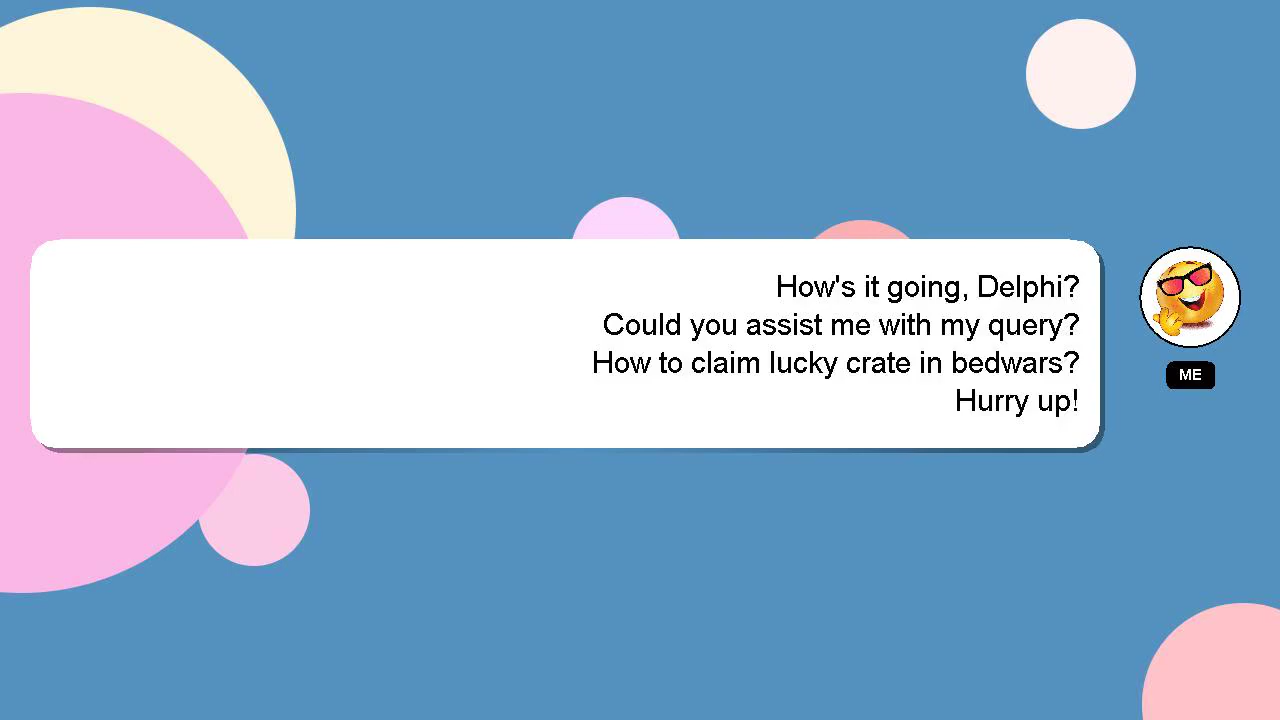 How's it going, Delphi?
Could you assist me with my query?
How to claim lucky crate in bedwars?
Hurry up!
ME